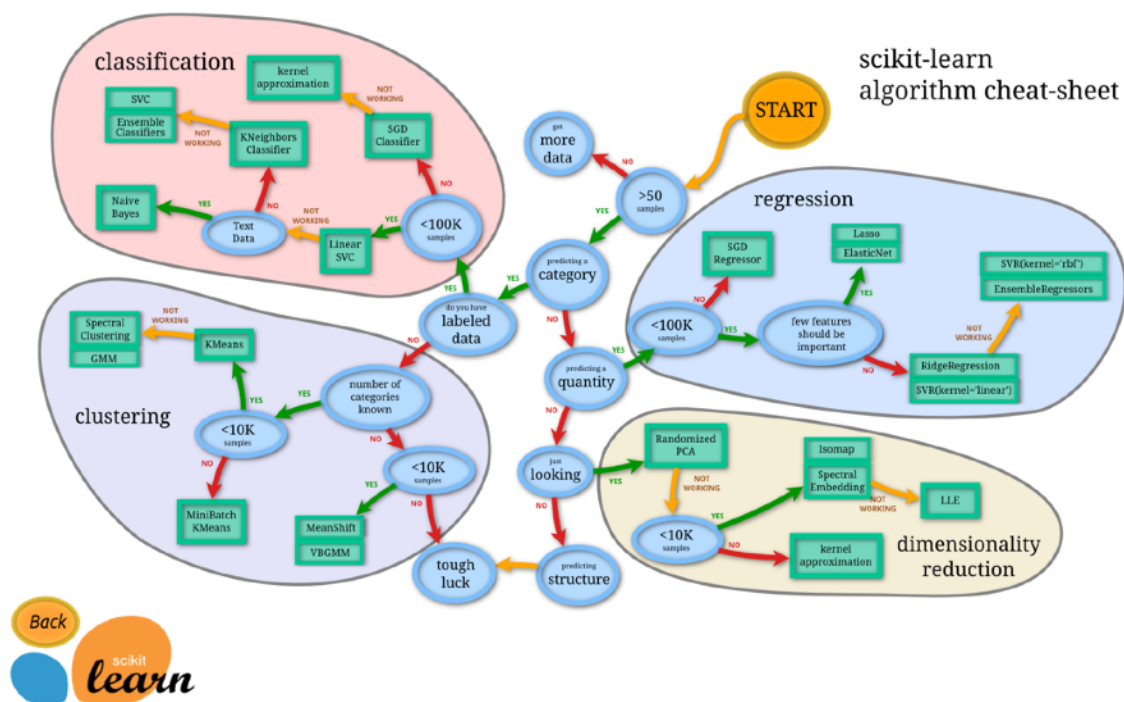 scikit-learn
algorithm cheat-sheet
START
classification
kernel
approximation
NOT
WORKING
SVC
Ensemble
Classifiers
NOT
WORKING
KNeighbors
Classifier
SGD
Classifier
NO
NO
Naive
Bayes
YES
Text
Data
NOT
WORKING
Linear
SVC
YES
<100K
samples
YES
get
more
data
NO
>50
samples
YES
predicting a
category
YES
NO
do you have
labeled
data
NO
predicting a
quantity
YES
NO
just
looking
YES
NO
predicting
structure
tough
luck
regression
SGD
Regressor
NO
<100K
samples
YES
Lasso
ElasticNet
YES
few features
should be
important
NO
SVR(kernel='rbf')
EnsembleRegressors
NOT
WORKING
RidgeRegression
SVR(kernel='linear')
clustering
Spectral
Clustering
GMM
NOT
WORKING
KMeans
YES
<10K
samples
YES
number of
categories
known
NO
NO
MiniBatch
KMeans
<10K
samples
YES
NO
MeanShift
VBGMM
dimensionality
reduction
Randomized
PCA
NOT
WORKING
<10K
samples
YES
NO
Isomap
Spectral
Embedding
NOT
WORKING
LLE
kernel
approximation
Back
scikit
learn